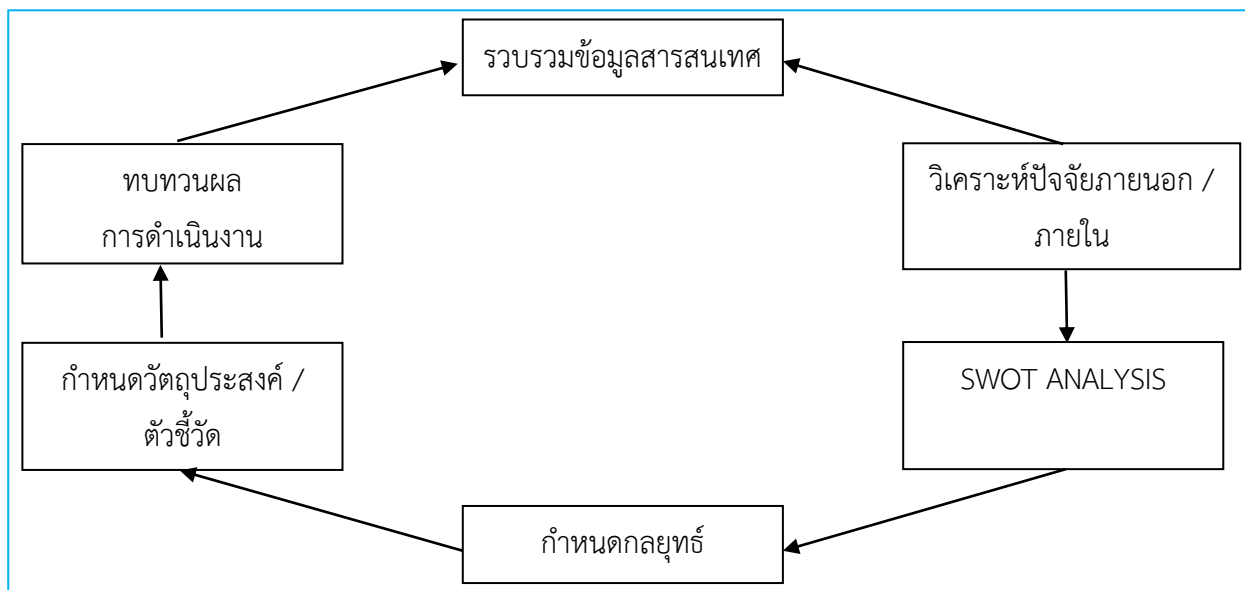 รวบรวมข้อมูลสารสนเทศ
ทบทวนผล
การดำเนินงาน
วิเคราะห์ปัจจัยภายนอก /
ภายใน
กำหนดวัตถุประสงค์ /
ตัวชี้วัด
SWOT ANALYSIS
กำหนดกลยุทธ์